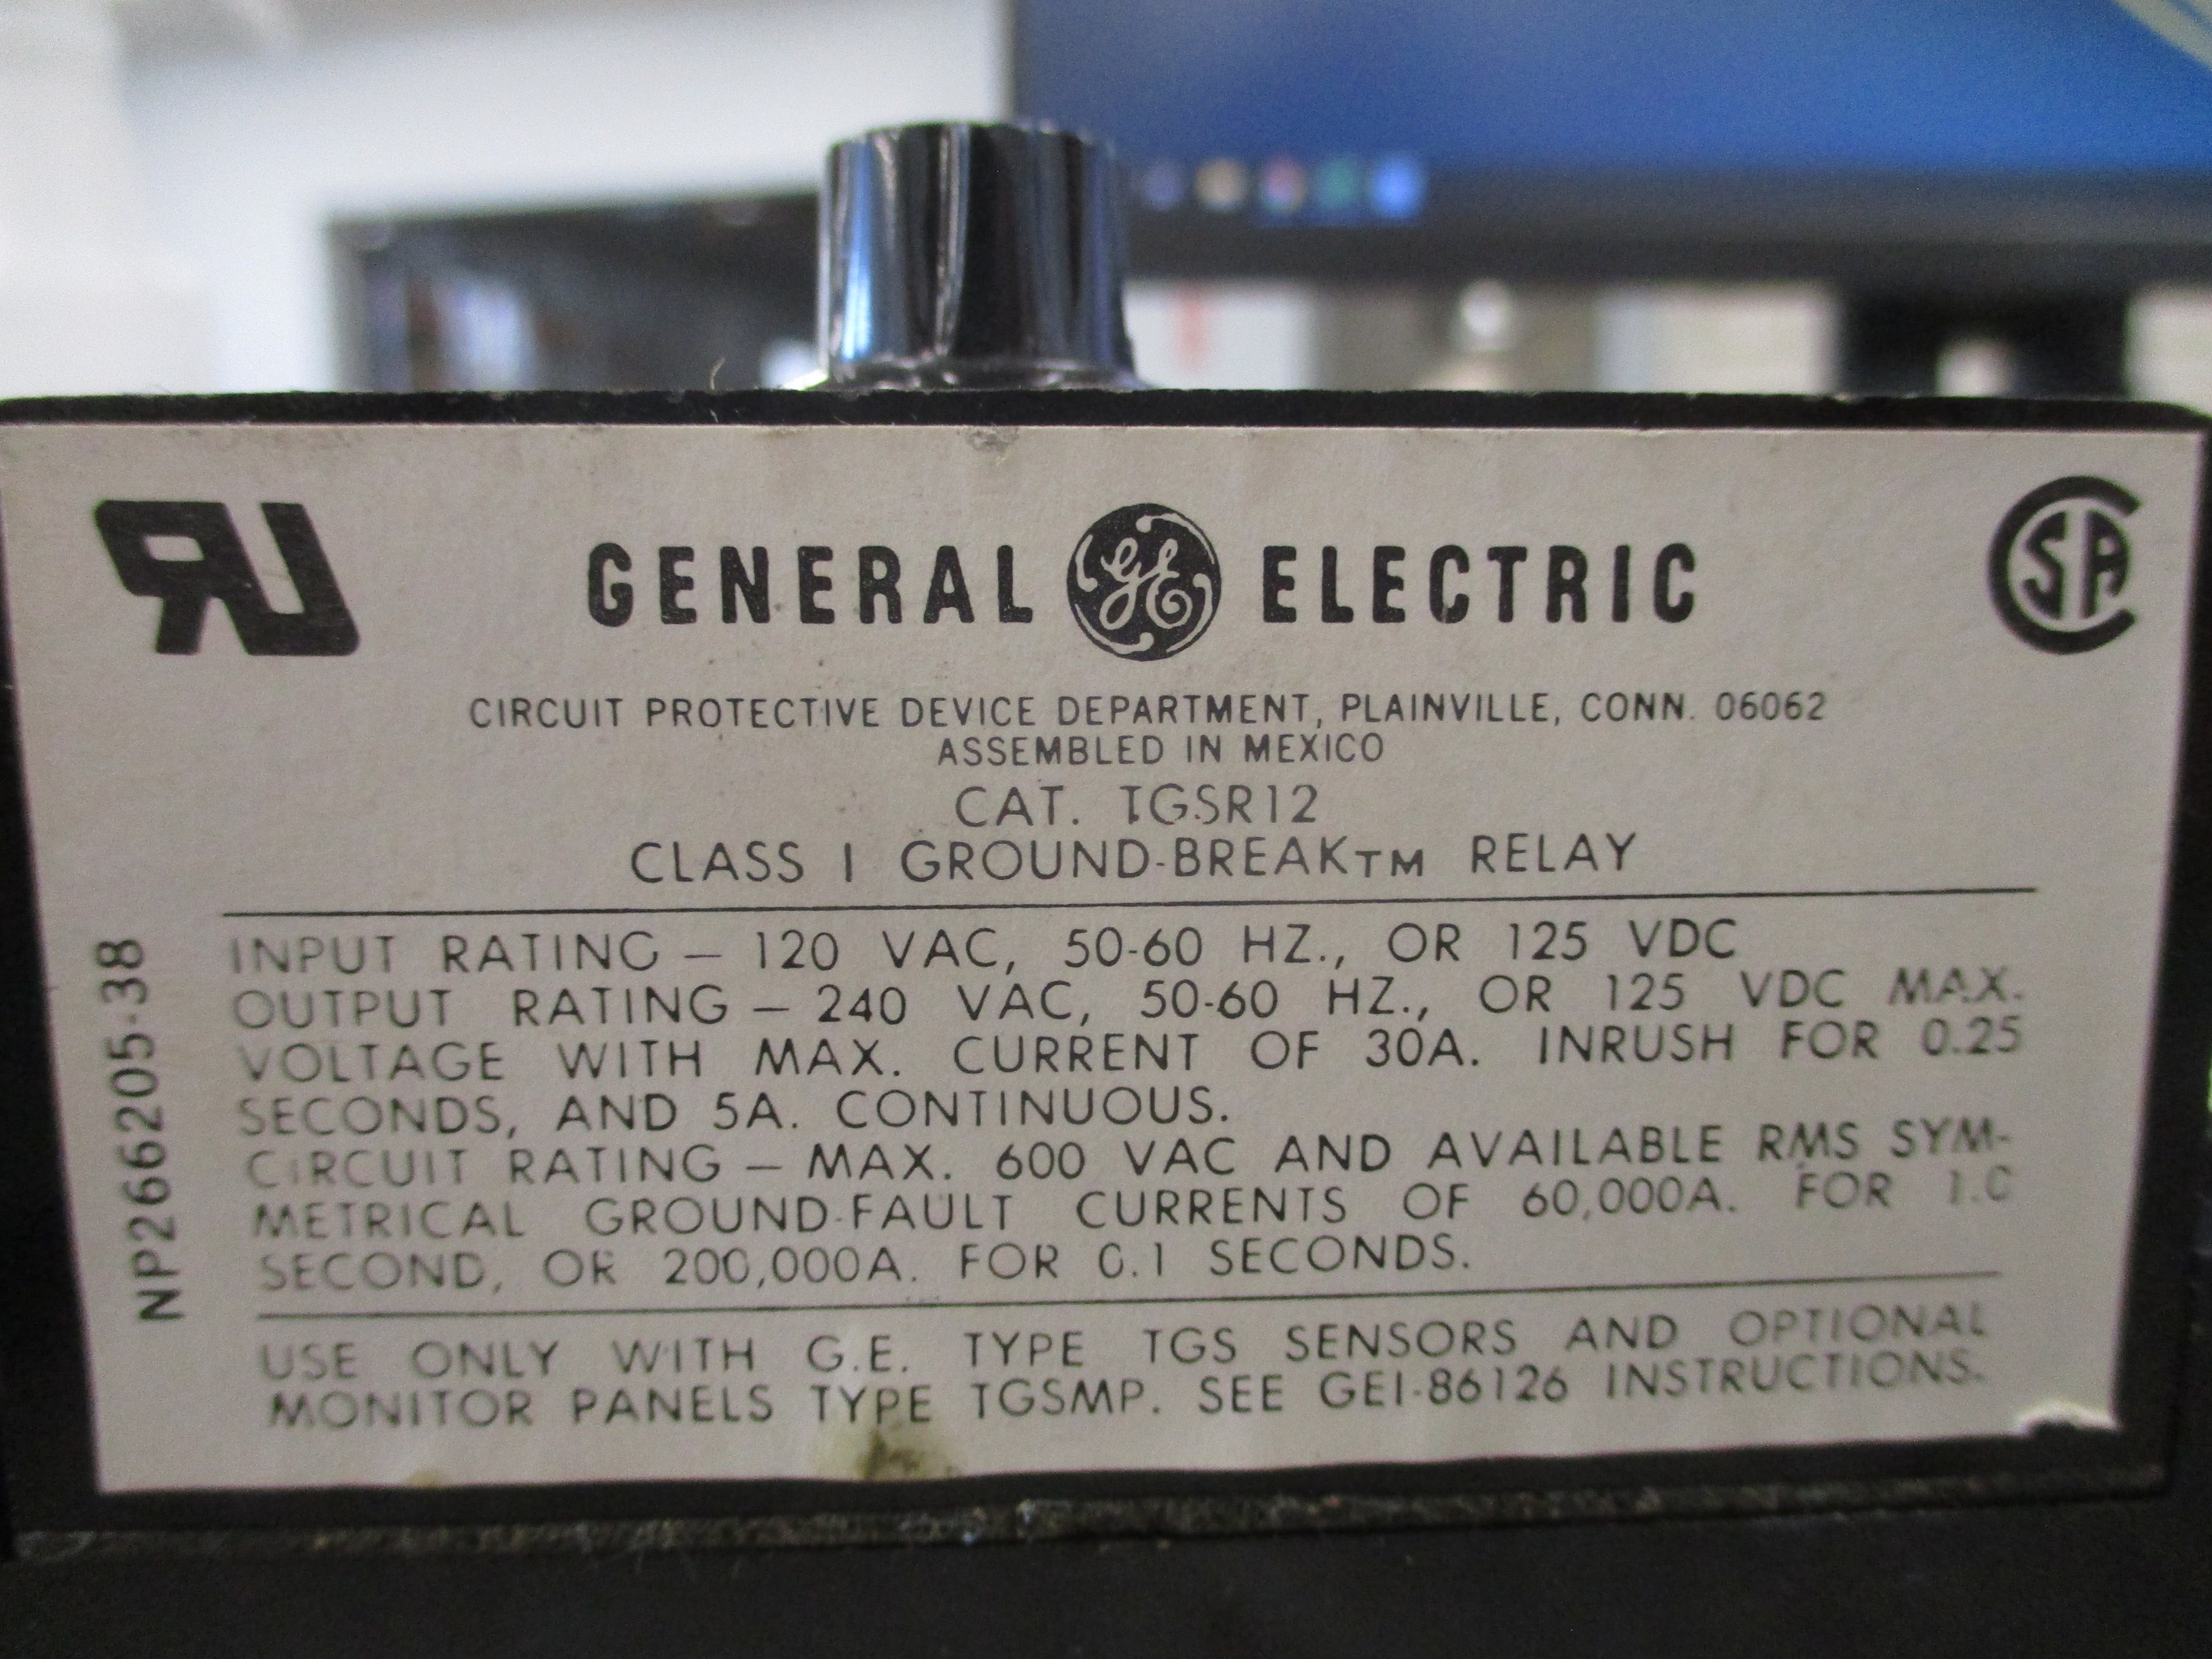 GENERAL GE ELECTRIC
CSA
CIRCUIT PROTECTIVE DEVICE DEPARTMENT, PLAINVILLE, CONN. 06062
ASSEMBLED IN MEXICO
CAT. TGSR12
CLASS I GROUND-BREAK™ RELAY
INPUT RATING — 120 VAC, 50-60 HZ., OR 125 VDC
OUTPUT RATING — 240 VAC, 50-60 HZ., OR 125 VDC MAX.
VOLTAGE WITH MAX. CURRENT OF 30A. INRUSH FOR 0.25
SECONDS, AND 5A. CONTINUOUS.
CIRCUIT RATING — MAX. 600 VAC AND AVAILABLE RMS SYM-
METRICAL GROUND-FAULT CURRENTS OF 60,000A. FOR 1.0
SECOND, OR 200,000A. FOR 0.1 SECONDS.
USE ONLY WITH G.E. TYPE TGS SENSORS AND OPTIONAL
MONITOR PANELS TYPE TGSMP. SEE GEI-86126 INSTRUCTIONS.
NP266205-38
RU